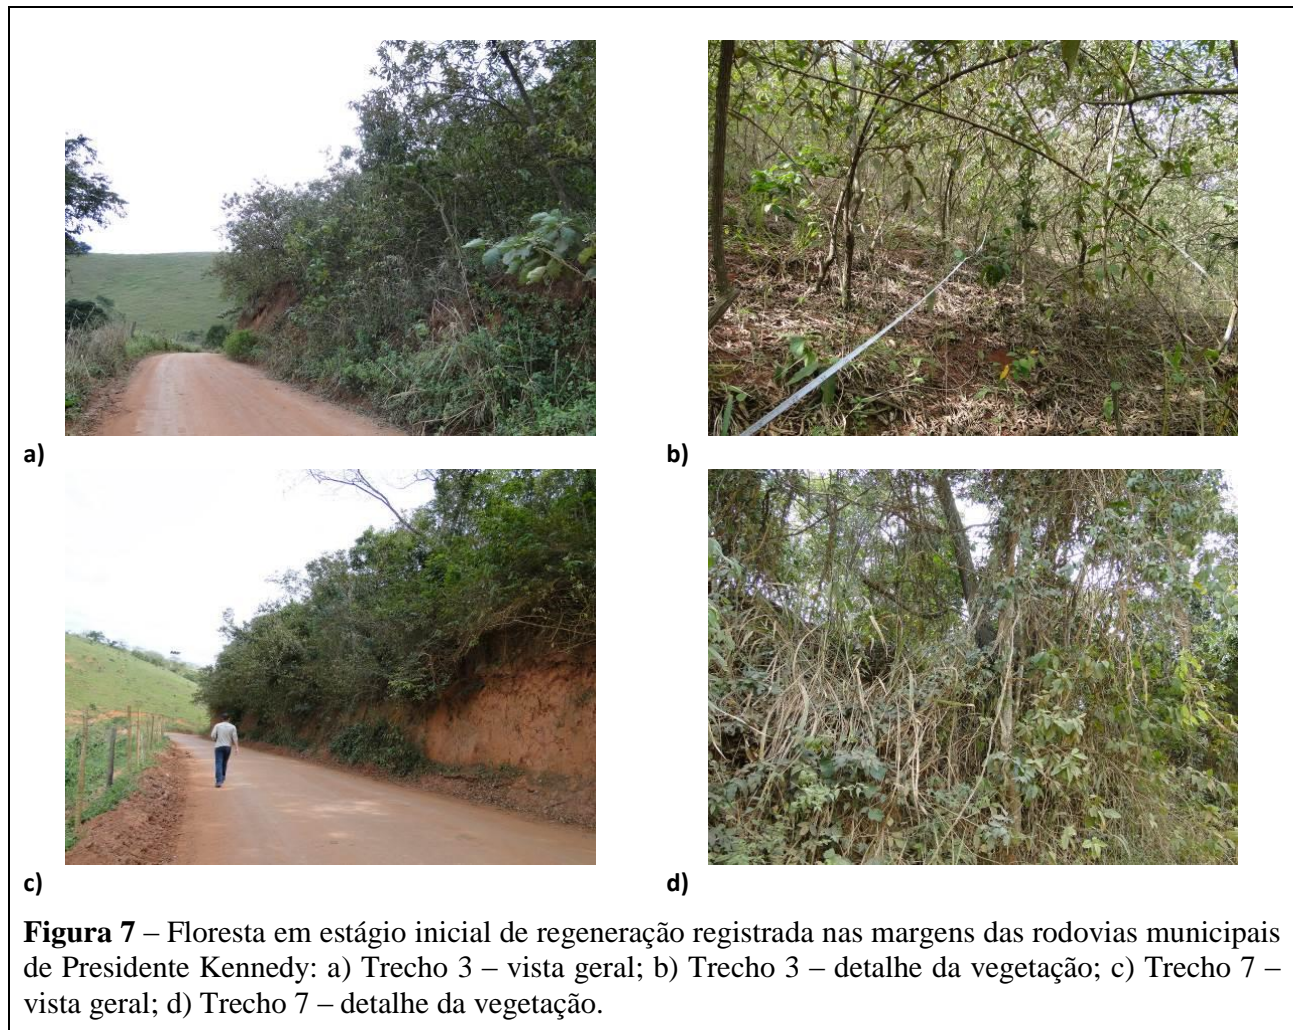 a)
b)
c)
d)
Figura 7 – Floresta em estágio inicial de regeneração registrada nas margens das rodovias municipais
de Presidente Kennedy: a) Trecho 3 – vista geral; b) Trecho 3 – detalhe da vegetação; c) Trecho 7 –
vista geral; d) Trecho 7 – detalhe da vegetação.